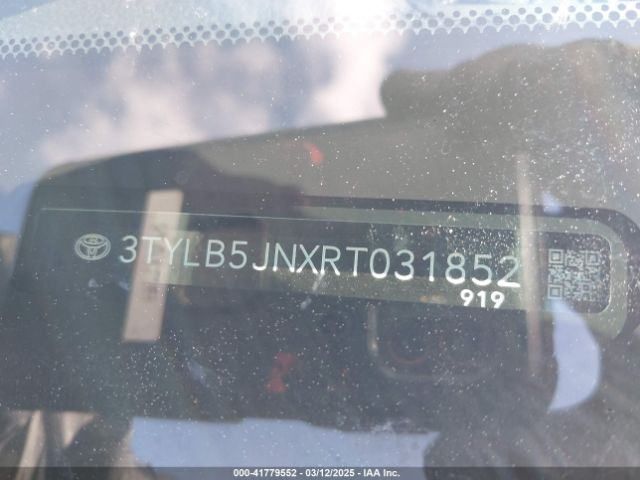 3TYLB5JNXRT031852
919
000-41779552 - 03/12/2025 - IAA Inc.